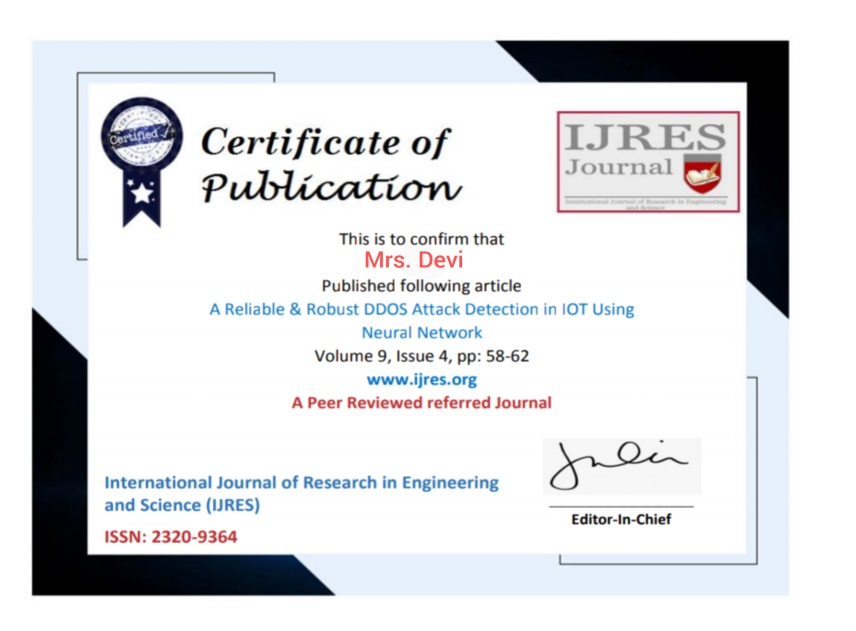 Certified ✓
Certificate of
Publication
IJRES
Journal
International Journal of Research in Engineering
and Science
This is to confirm that
Mrs. Devi
Published following article
A Reliable & Robust DDOS Attack Detection in IOT Using
Neural Network
Volume 9, Issue 4, pp: 58-62
www.ijres.org
A Peer Reviewed referred Journal
International Journal of Research in Engineering
and Science (IJRES)
ISSN: 2320-9364
Editor-In-Chief